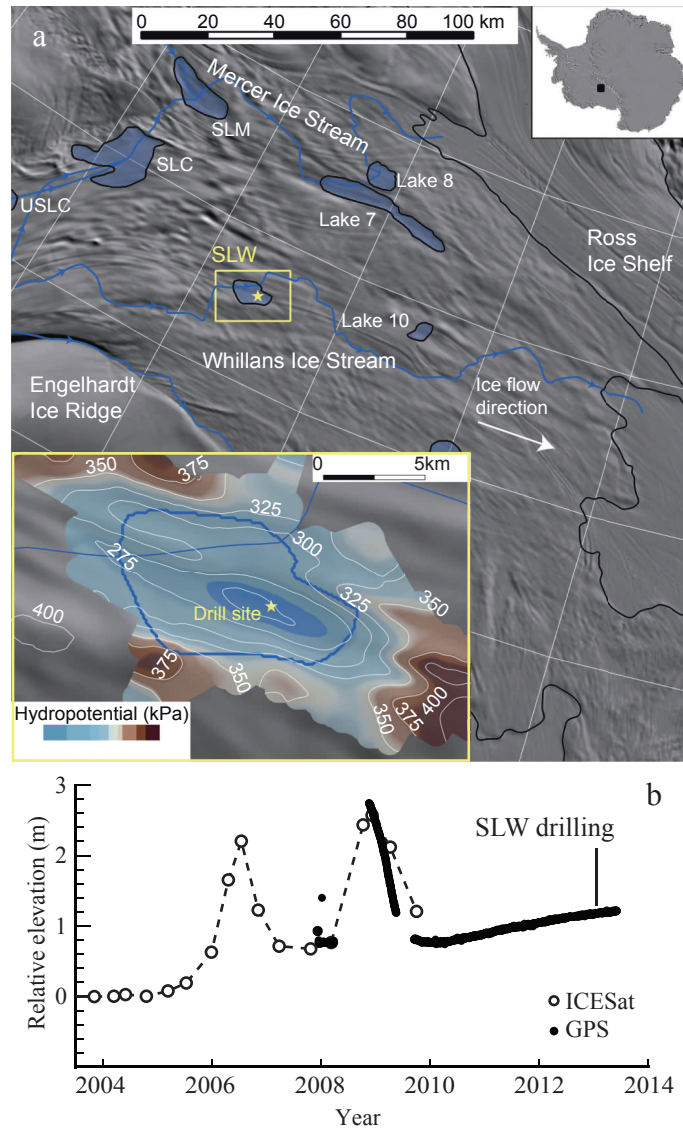 a
0 20 40 60 80 100 km
Mercer Ice Stream
SLM
SLC
USLC
Lake 8
Lake 7
Ross
Ice Shelf
SLW
Lake 10
Whillans Ice Stream
Engelhardt
Ice Ridge
Ice flow
direction
0 5km
350
375
325
300
275
325
350
400
Drill site
375
350
400
375
350
Hydropotential (kPa)
b
3
2
1
0
Relative elevation (m)
SLW drilling
ICESat
GPS
2004 2006 2008 2010 2012 2014
Year